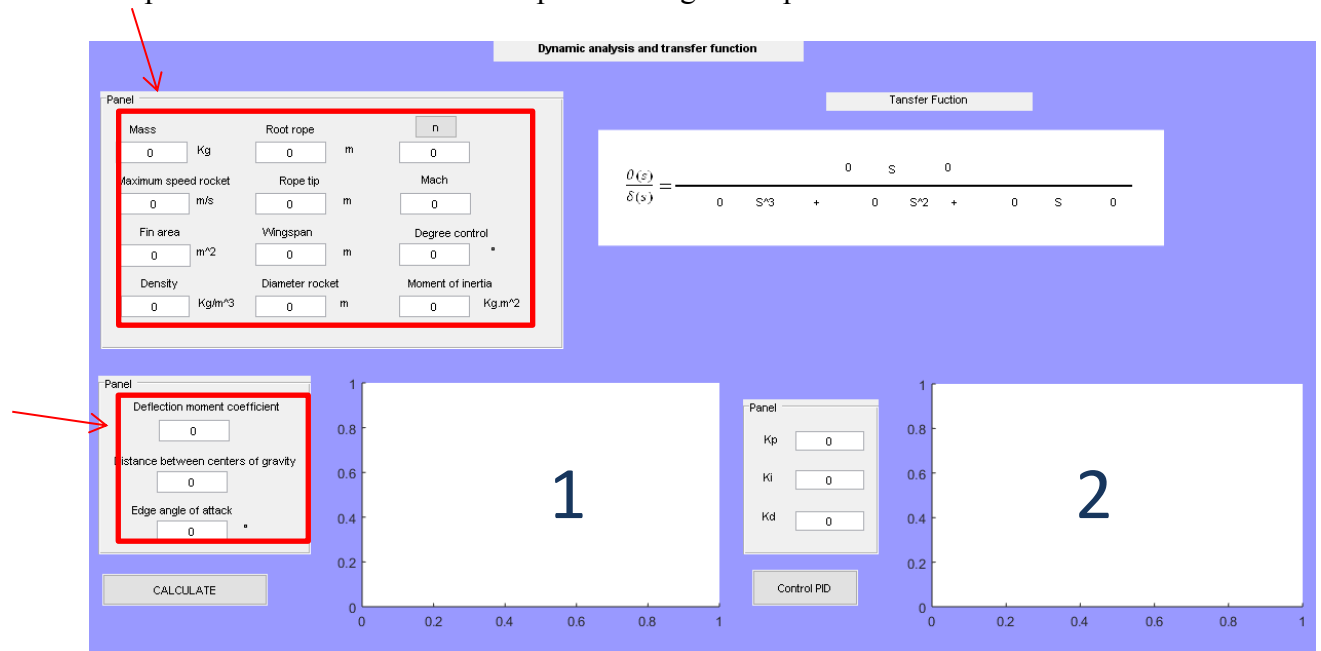 Dynamic analysis and transfer function
Panel
Mass Root rope n
0 Kg 0 m 0
Maximum speed rocket Rope tip Mach
0 m/s 0 m 0
Fin area Wingspan Degree control
0 m^2 0 m 0 °
Density Diameter rocket Moment of inertia
0 Kg/m^3 0 m 0 Kg.m^2
Tansfer Fuction
θ(s)
δ(s)
=
0 S 0
0 S^3 + 0 S^2 + 0 S 0
Panel
Deflection moment coefficient
0
Distance between centers of gravity
0
Edge angle of attack
0 °
CALCULATE
1
0.8
0.6
0.4
0.2
0
0 0.2 0.4 0.6 0.8 1
1
Panel
Kp 0
Ki 0
Kd 0
Control PID
1
0.8
0.6
0.4
0.2
0
0 0.2 0.4 0.6 0.8 1
2